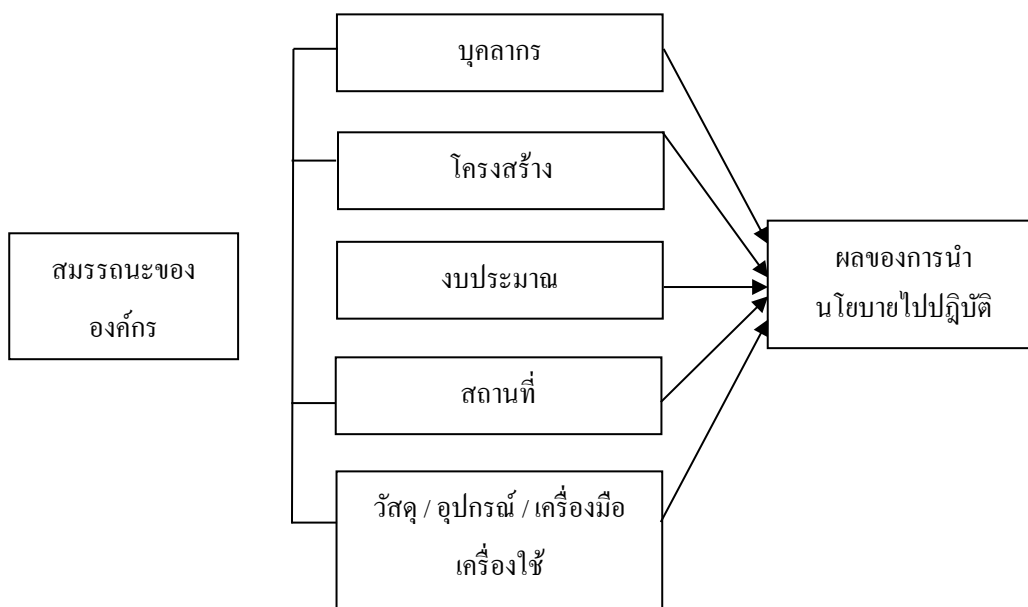 บุคลากร
โครงสร้าง
สมรรถนะของ
องค์กร
งบประมาณ
ผลของการนำ
นโยบายไปปฎิบัติ
สถานที่
วัสดุ / อุปกรณ์ / เครื่องมือ
เครื่องใช้